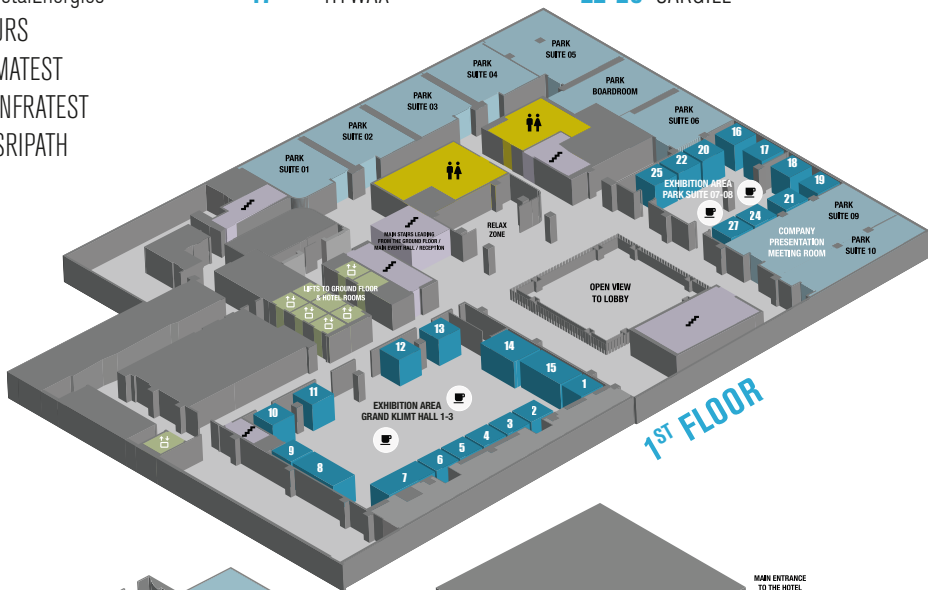 URS
MATEST
INFRATEST
SRIPATH
PARK
SUITE 05
PARK
SUITE 04
PARK
BOARDROOM
PARK
SUITE 03
PARK
SUITE 06
PARK
SUITE 02
PARK
SUITE 01
16
17
20
22
18
25
19
EXHIBITION AREA
PARK SUITE 07-08
21
24
27
PARK
SUITE 09
PARK
SUITE 10
COMPANY
PRESENTATION
MEETING ROOM
RELAX
ZONE
MAIN STAIRS LEADING
FROM THE GROUND FLOOR /
MAIN EVENT HALL / RECEPTION
LIFTS TO GROUND FLOOR
& HOTEL ROOMS
OPEN VIEW
TO LOBBY
13
12
14
15
1
11
10
2
3
4
5
6
7
9
8
EXHIBITION AREA
GRAND KLIMT HALL 1-3
1ST FLOOR
MAIN ENTRANCE
TO THE HOTEL